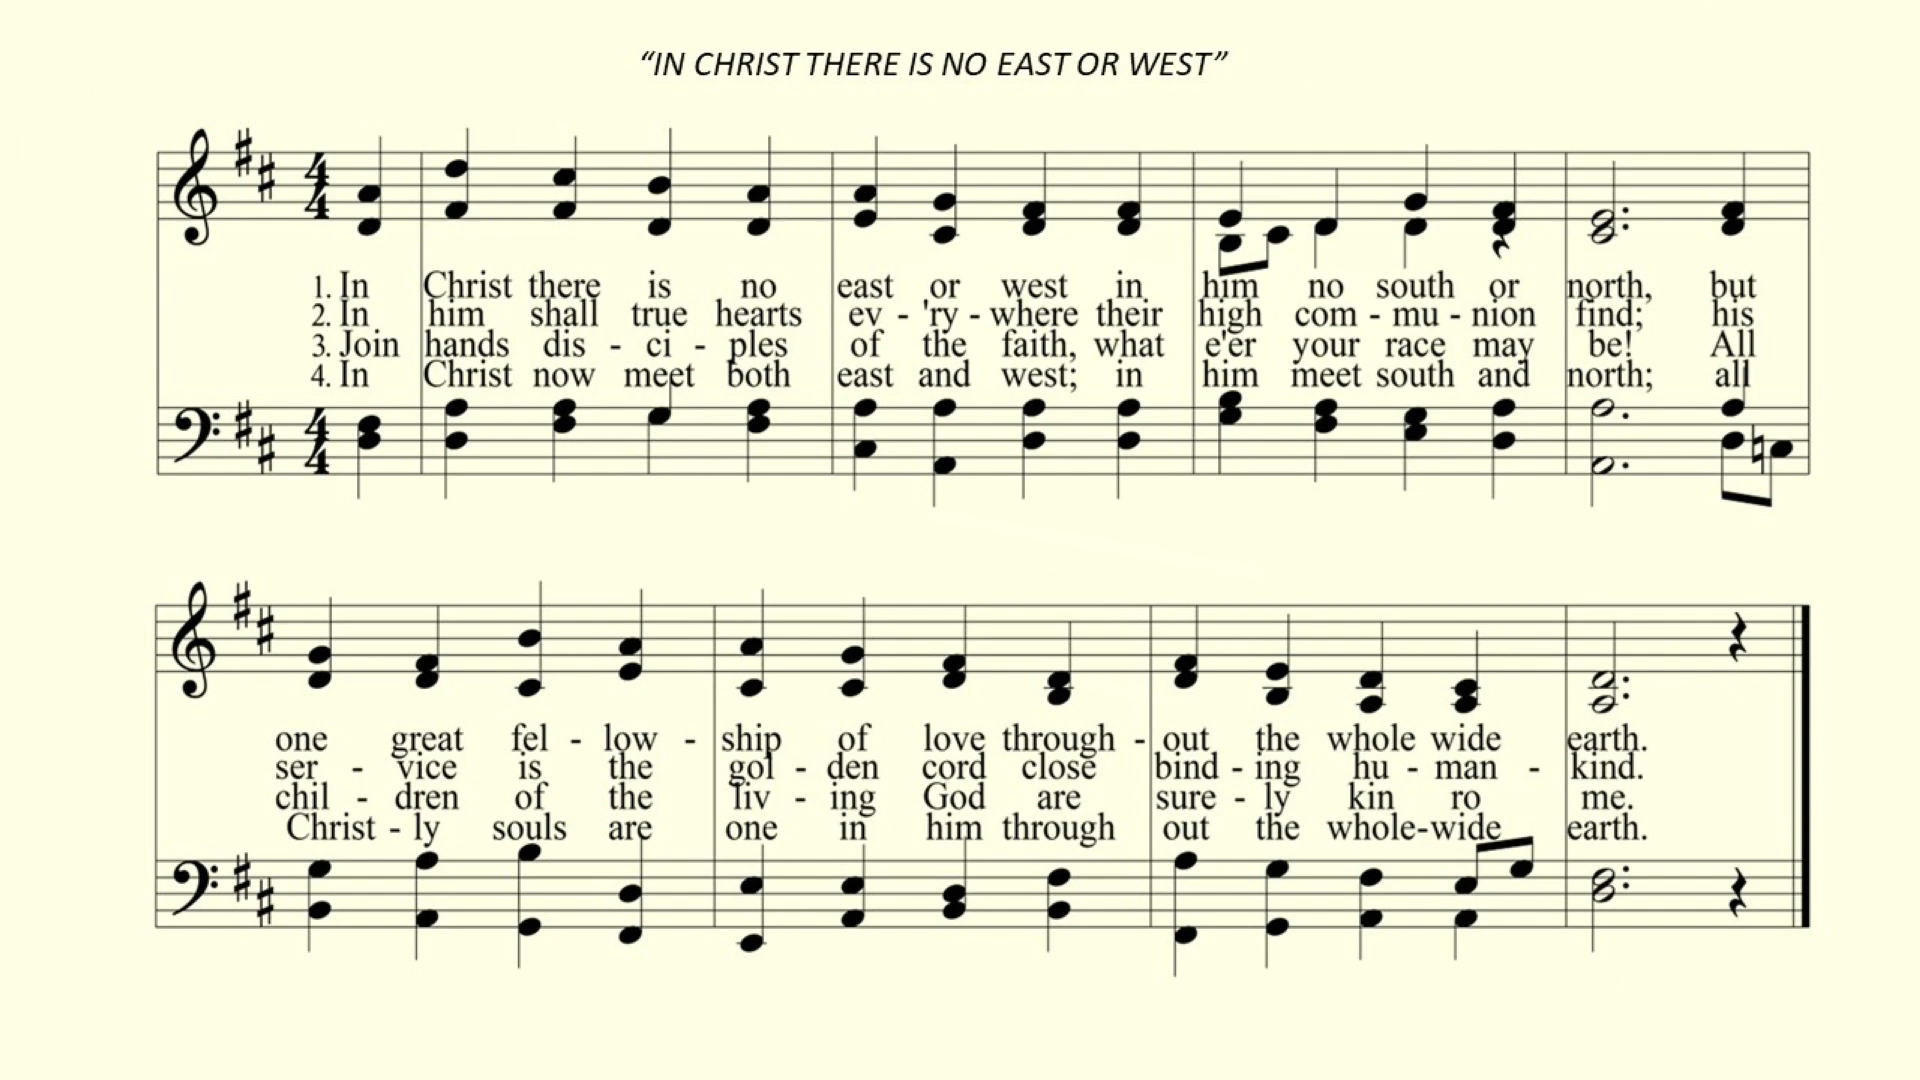 “IN CHRIST THERE IS NO EAST OR WEST”
1. In Christ there is no east or west in him no south or north, but
2. In him shall true hearts ev - 'ry - where their high com - mu - nion find; his
3. Join hands dis - ci - ples of the faith, what e'er your race may be! All
4. In Christ now meet both east and west; in him meet south and north; all
one great fel - low - ship of love through - out the whole wide earth.
ser - vice is the gol - den cord close bind - ing hu - man - kind.
chil - dren of the liv - ing God are sure - ly kin ro me.
Christ - ly souls are one in him through out the whole-wide earth.